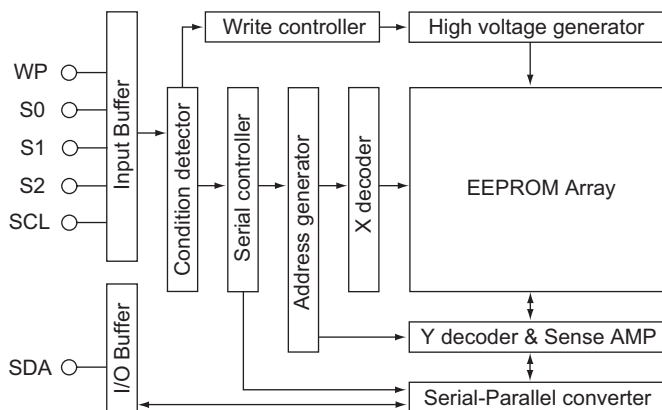 Write controller
High voltage generator
WP
S0
S1
S2
SCL
Input Buffer
Condition detector
Serial controller
Address generator
X decoder
EEPROM Array
SDA
I/O Buffer
Y decoder & Sense AMP
Serial-Parallel converter